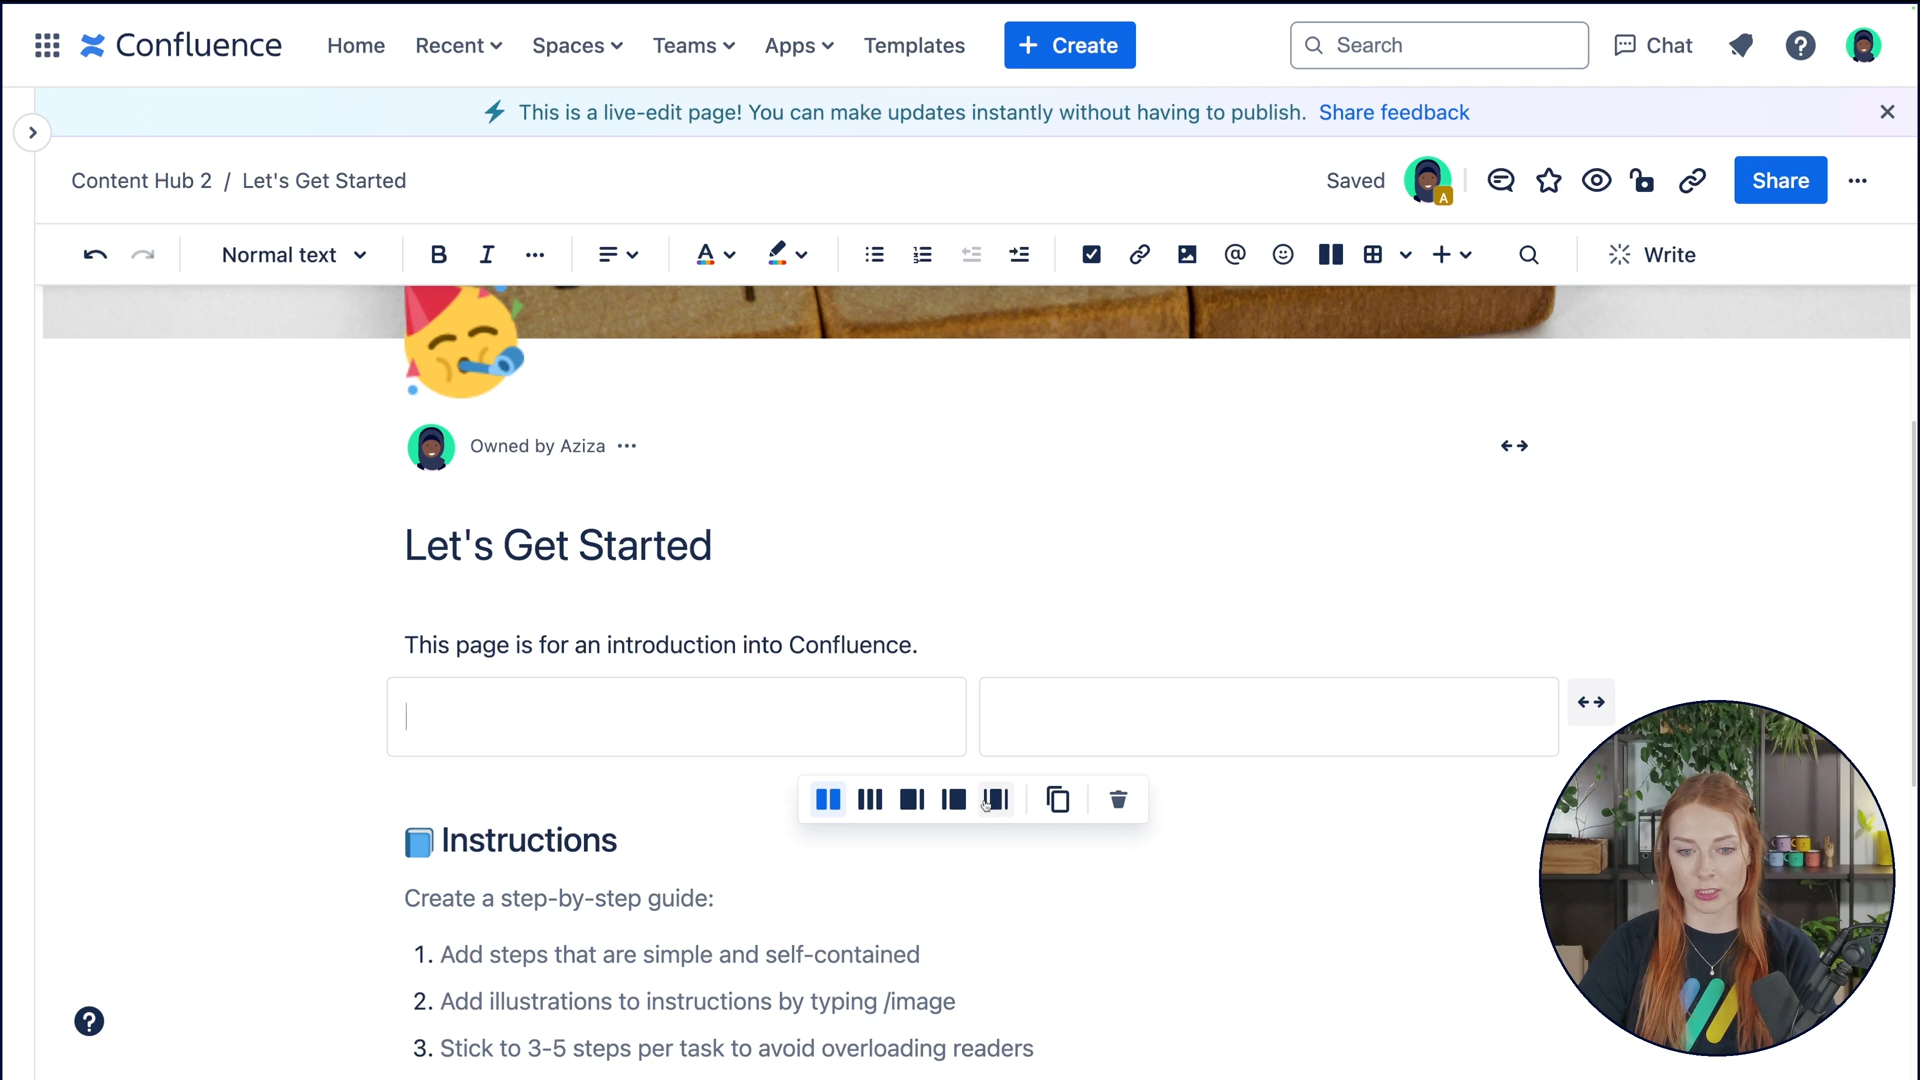 Confluence Home Recent Spaces Teams Apps Templates + Create Search Chat
This is a live-edit page! You can make updates instantly without having to publish. Share feedback
Content Hub 2 / Let's Get Started Saved A Share
Normal text B I A @ Write
Owned by Aziza
Let's Get Started
This page is for an introduction into Confluence.
Instructions
Create a step-by-step guide:
1. Add steps that are simple and self-contained
2. Add illustrations to instructions by typing /image
3. Stick to 3-5 steps per task to avoid overloading readers